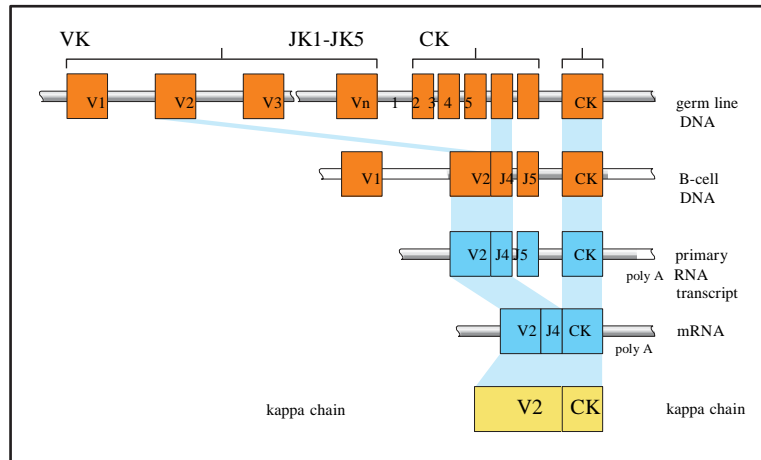 VK JK1-JK5 CK
V1 V2 V3 Vn 1 2 3 4 5 CK germ line
DNA
V1 V2 J4 J5 CK B-cell
DNA
V2 J4 J5 CK primary
poly A RNA
transcript
V2 J4 CK mRNA
poly A
kappa chain V2 CK kappa chain